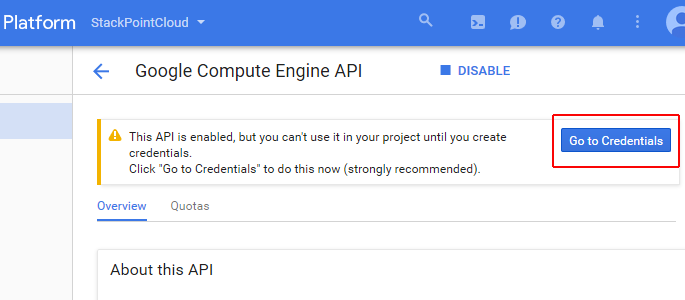 Platform StackPointCloud
Google Compute Engine API DISABLE
This API is enabled, but you can't use it in your project until you create
credentials.
Click "Go to Credentials" to do this now (strongly recommended).
Go to Credentials
Overview Quotas
About this API